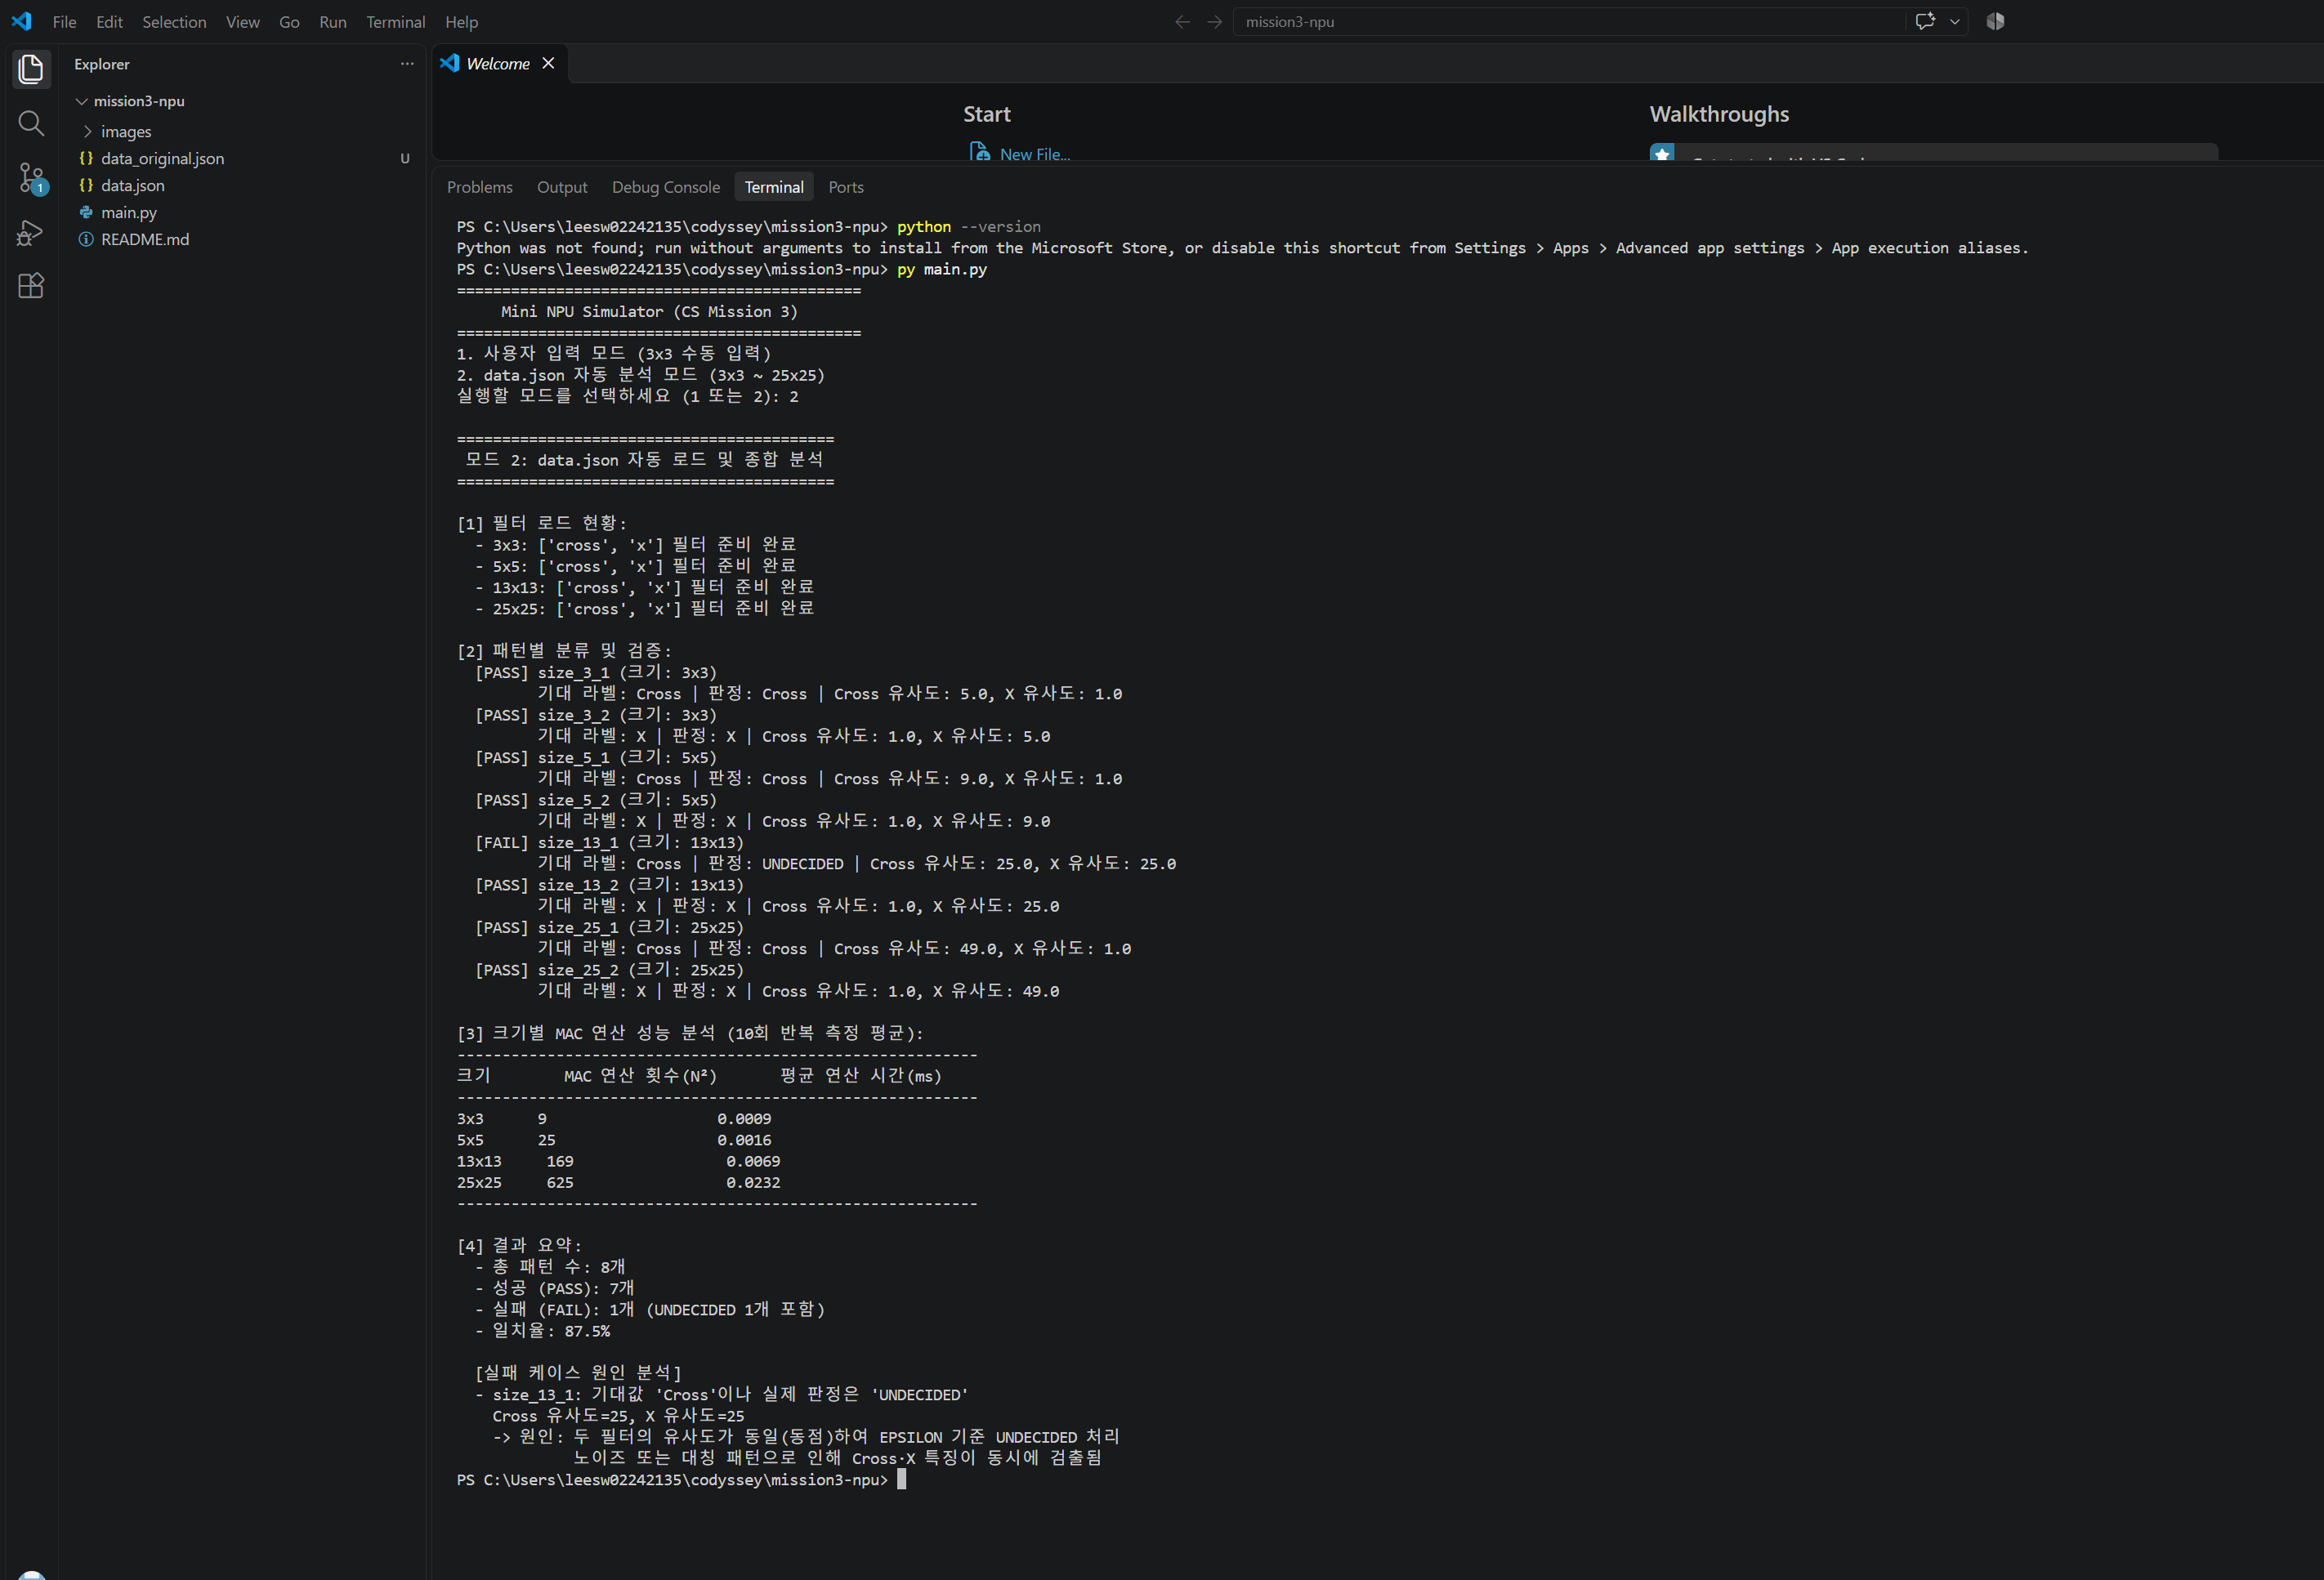 File Edit Selection View Go Run Terminal Help
mission3-npu
Explorer
Welcome
mission3-npu
images
data_original.json U
data.json
main.py
README.md
1
Start
New File...
Walkthroughs
Problems Output Debug Console Terminal Ports
PS C:\Users\leesw02242135\codyssey\mission3-npu> python --version
Python was not found; run without arguments to install from the Microsoft Store, or disable this shortcut from Settings > Apps > Advanced app settings > App execution aliases.
PS C:\Users\leesw02242135\codyssey\mission3-npu> py main.py
=============================================
Mini NPU Simulator (CS Mission 3)
=============================================
1. 사용자 입력 모드 (3x3 수동 입력)
2. data.json 자동 분석 모드 (3x3 ~ 25x25)
실행할 모드를 선택하세요 (1 또는 2): 2
==========================================
모드 2: data.json 자동 로드 및 종합 분석
==========================================
[1] 필터 로드 현황:
- 3x3: ['cross', 'x'] 필터 준비 완료
- 5x5: ['cross', 'x'] 필터 준비 완료
- 13x13: ['cross', 'x'] 필터 준비 완료
- 25x25: ['cross', 'x'] 필터 준비 완료
[2] 패턴별 분류 및 검증:
[PASS] size_3_1 (크기: 3x3)
기대 라벨: Cross | 판정: Cross | Cross 유사도: 5.0, X 유사도: 1.0
[PASS] size_3_2 (크기: 3x3)
기대 라벨: X | 판정: X | Cross 유사도: 1.0, X 유사도: 5.0
[PASS] size_5_1 (크기: 5x5)
기대 라벨: Cross | 판정: Cross | Cross 유사도: 9.0, X 유사도: 1.0
[PASS] size_5_2 (크기: 5x5)
기대 라벨: X | 판정: X | Cross 유사도: 1.0, X 유사도: 9.0
[FAIL] size_13_1 (크기: 13x13)
기대 라벨: Cross | 판정: UNDECIDED | Cross 유사도: 25.0, X 유사도: 25.0
[PASS] size_13_2 (크기: 13x13)
기대 라벨: X | 판정: X | Cross 유사도: 1.0, X 유사도: 25.0
[PASS] size_25_1 (크기: 25x25)
기대 라벨: Cross | 판정: Cross | Cross 유사도: 49.0, X 유사도: 1.0
[PASS] size_25_2 (크기: 25x25)
기대 라벨: X | 판정: X | Cross 유사도: 1.0, X 유사도: 49.0
[3] 크기별 MAC 연산 성능 분석 (10회 반복 측정 평균):
----------------------------------------------------------
크기 MAC 연산 횟수(N²) 평균 연산 시간(ms)
----------------------------------------------------------
3x3 9 0.0009
5x5 25 0.0016
13x13 169 0.0069
25x25 625 0.0232
----------------------------------------------------------
[4] 결과 요약:
- 총 패턴 수: 8개
- 성공 (PASS): 7개
- 실패 (FAIL): 1개 (UNDECIDED 1개 포함)
- 일치율: 87.5%
[실패 케이스 원인 분석]
- size_13_1: 기대값 'Cross'이나 실제 판정은 'UNDECIDED'
Cross 유사도=25, X 유사도=25
-> 원인: 두 필터의 유사도가 동일(동점)하여 EPSILON 기준 UNDECIDED 처리
노이즈 또는 대칭 패턴으로 인해 Cross·X 특징이 동시에 검출됨
PS C:\Users\leesw02242135\codyssey\mission3-npu>